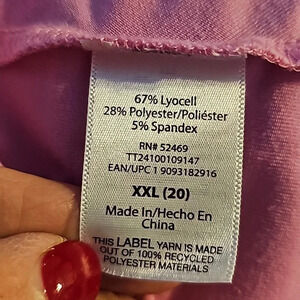 67% Lyocell
28% Polyester/Poliéster
5% Spandex
RN# 52469
TT24100109147
EAN/UPC 1 9093182916
XXL (20)
Made In/Hecho En
China
THIS LABEL YARN IS MADE
OUT OF 100% RECYCLED
POLYESTER MATERIALS